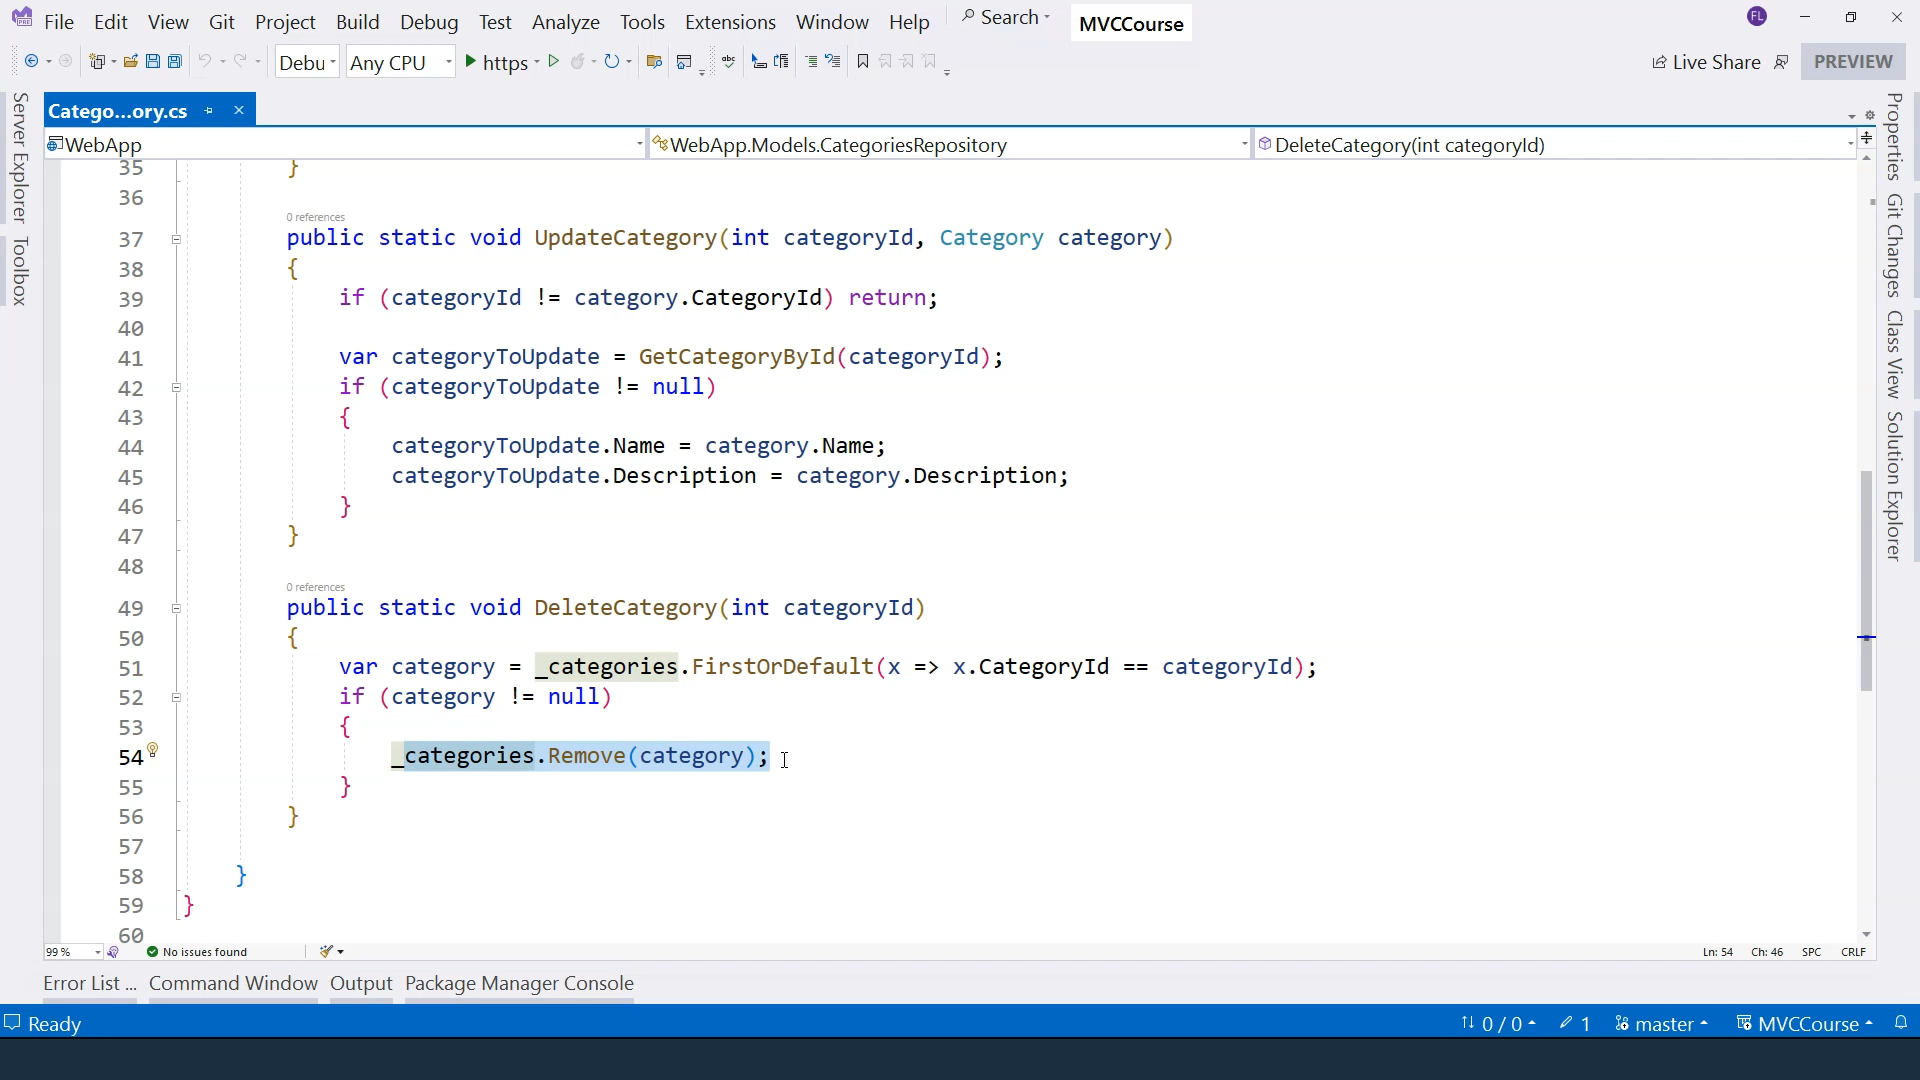 File Edit View Git Project Build Debug Test Analyze Tools Extensions Window Help Search MVCCourse FL
Debu Any CPU https Live Share PREVIEW
Catego...ory.cs
WebApp WebApp.Models.CategoriesRepository DeleteCategory(int categoryId)
Server Explorer
Toolbox
35 }
36
0 references
37 public static void UpdateCategory(int categoryId, Category category)
38 {
39 if (categoryId != category.CategoryId) return;
40
41 var categoryToUpdate = GetCategoryById(categoryId);
42 if (categoryToUpdate != null)
43 {
44 categoryToUpdate.Name = category.Name;
45 categoryToUpdate.Description = category.Description;
46 }
47 }
48
0 references
49 public static void DeleteCategory(int categoryId)
50 {
51 var category = _categories.FirstOrDefault(x => x.CategoryId == categoryId);
52 if (category != null)
53 {
54 _categories.Remove(category);
55 }
56 }
57
58 }
59 }
60
Properties
Git Changes
Class View
Solution Explorer
99 % No issues found Ln: 54 Ch: 46 SPC CRLF
Error List ... Command Window Output Package Manager Console
Ready 0 / 0 1 master MVCCourse